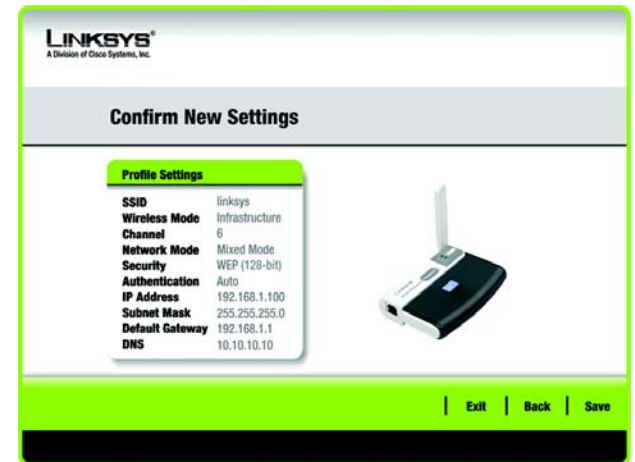 LINKSYS®
A Division of Cisco Systems, Inc.
Confirm New Settings
Profile Settings
SSID linksys
Wireless Mode Infrastructure
Channel 6
Network Mode Mixed Mode
Security WEP (128-bit)
Authentication Auto
IP Address 192.168.1.100
Subnet Mask 255.255.255.0
Default Gateway 192.168.1.1
DNS 10.10.10.10
Exit Back Save